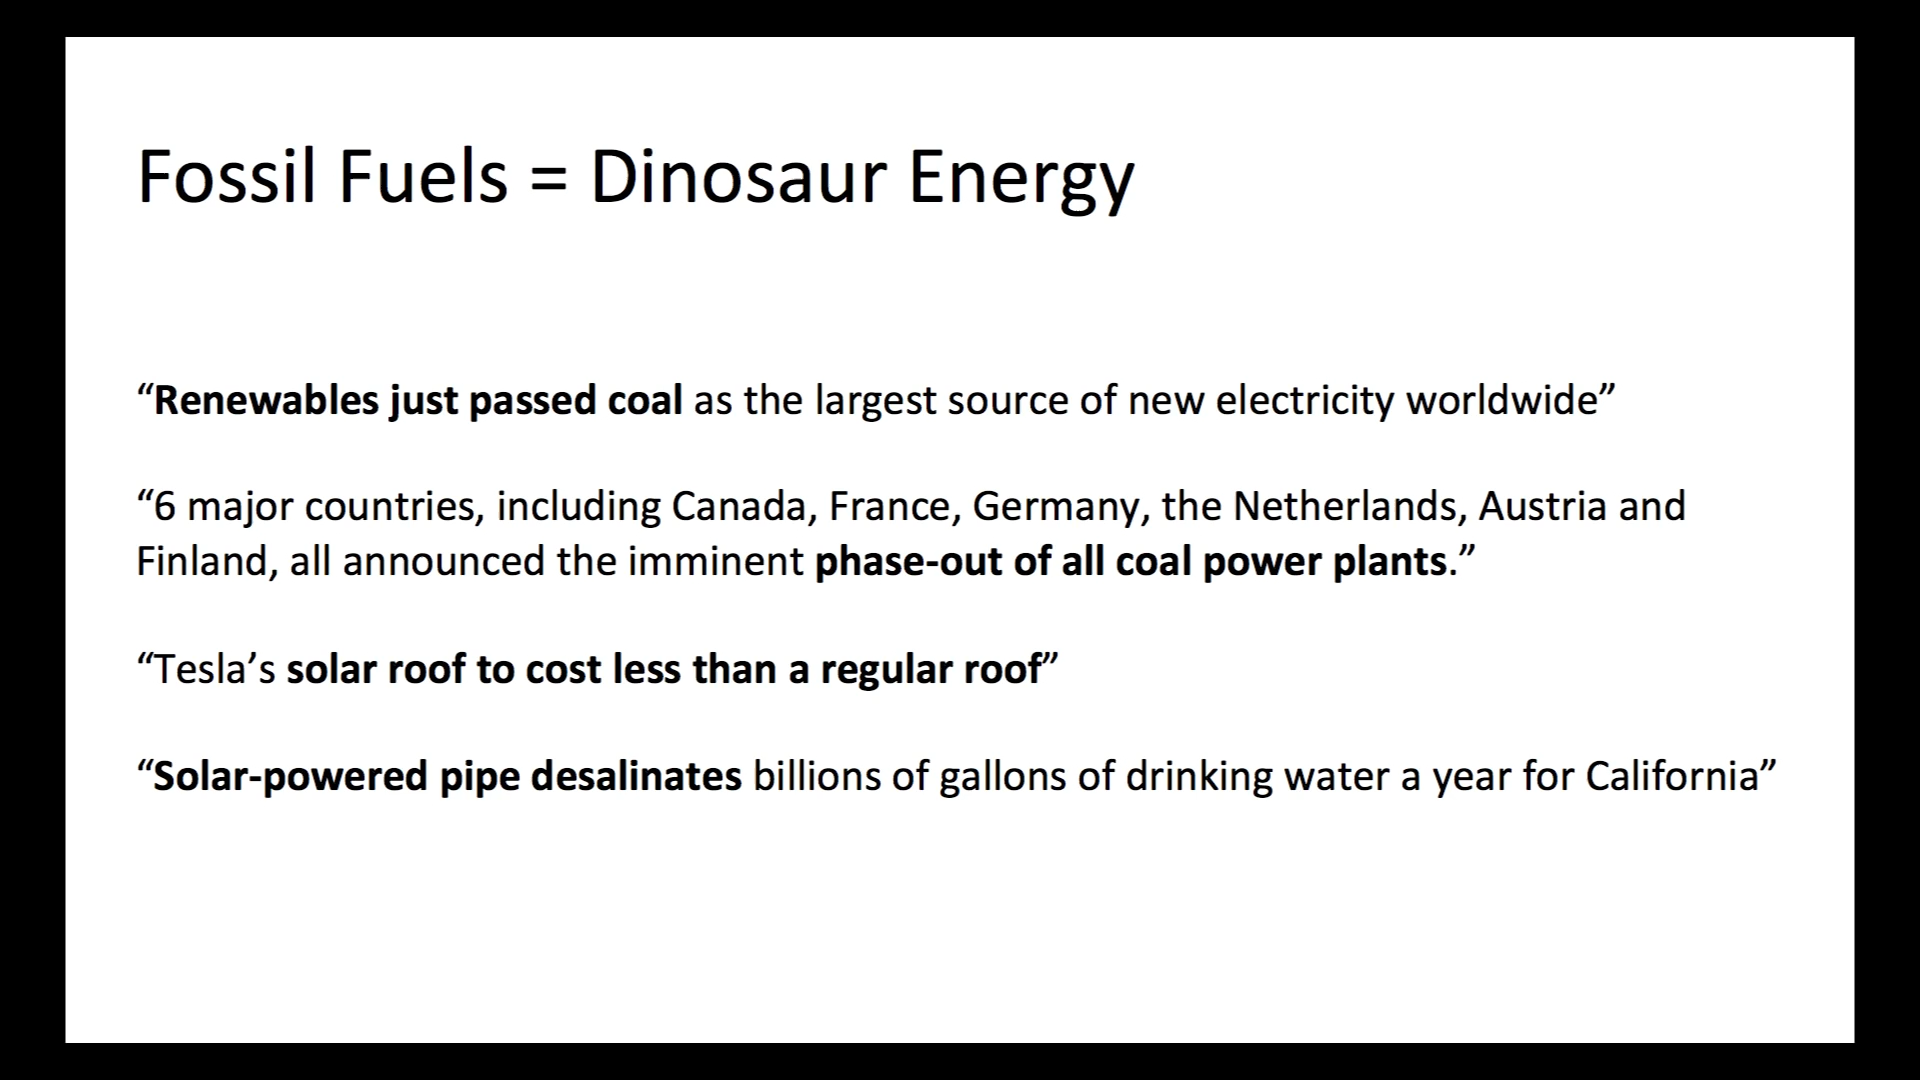 Fossil Fuels = Dinosaur Energy
“Renewables just passed coal as the largest source of new electricity worldwide”
“6 major countries, including Canada, France, Germany, the Netherlands, Austria and
Finland, all announced the imminent phase-out of all coal power plants.”
“Tesla’s solar roof to cost less than a regular roof”
“Solar-powered pipe desalinates billions of gallons of drinking water a year for California”